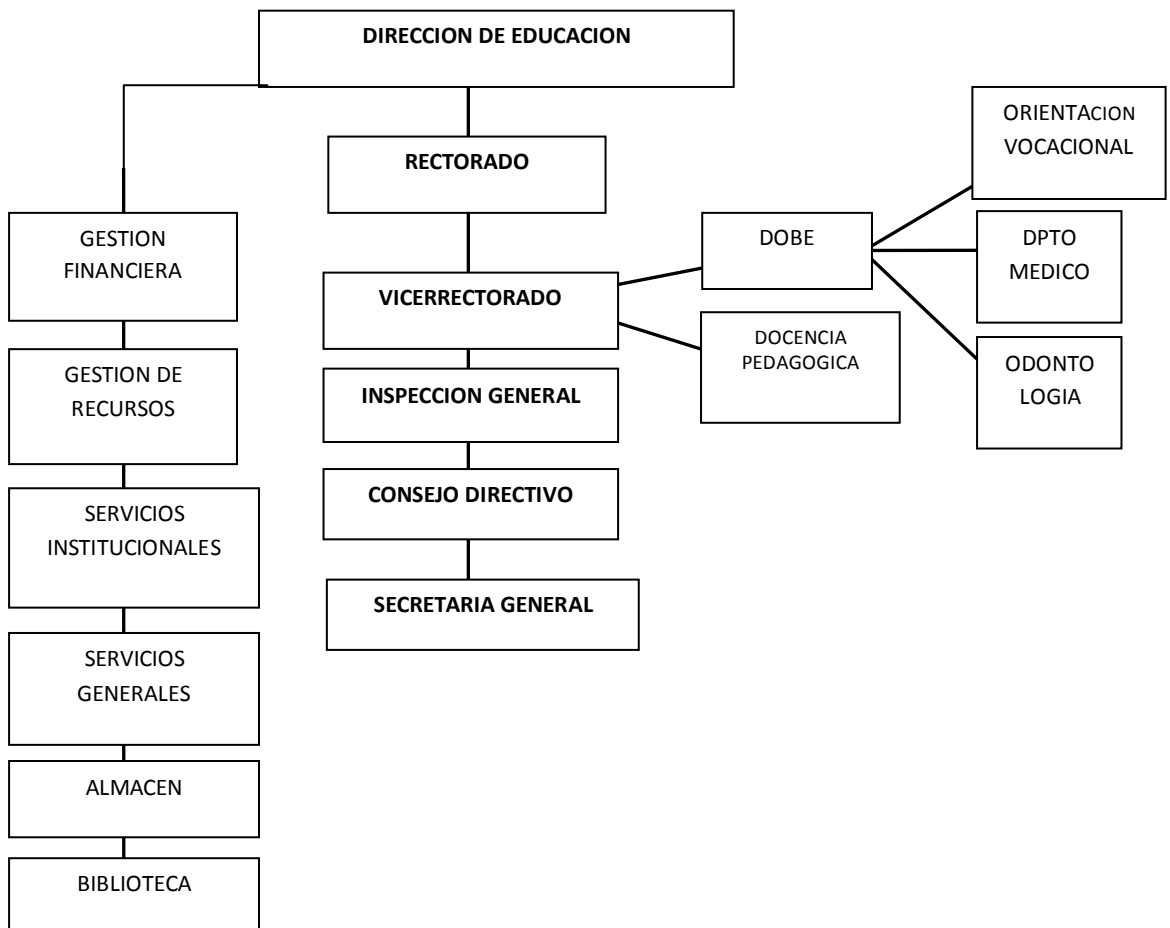 DIRECCION DE EDUCACION
RECTORADO
VICERRECTORADO
INSPECCION GENERAL
CONSEJO DIRECTIVO
SECRETARIA GENERAL
GESTION
FINANCIERA
GESTION DE
RECURSOS
SERVICIOS
INSTITUCIONALES
SERVICIOS
GENERALES
ALMACEN
BIBLIOTECA
DOBE
DOCENCIA
PEDAGOGICA
ORIENTACION
VOCACIONAL
DPTO
MEDICO
ODONTO
LOGIA